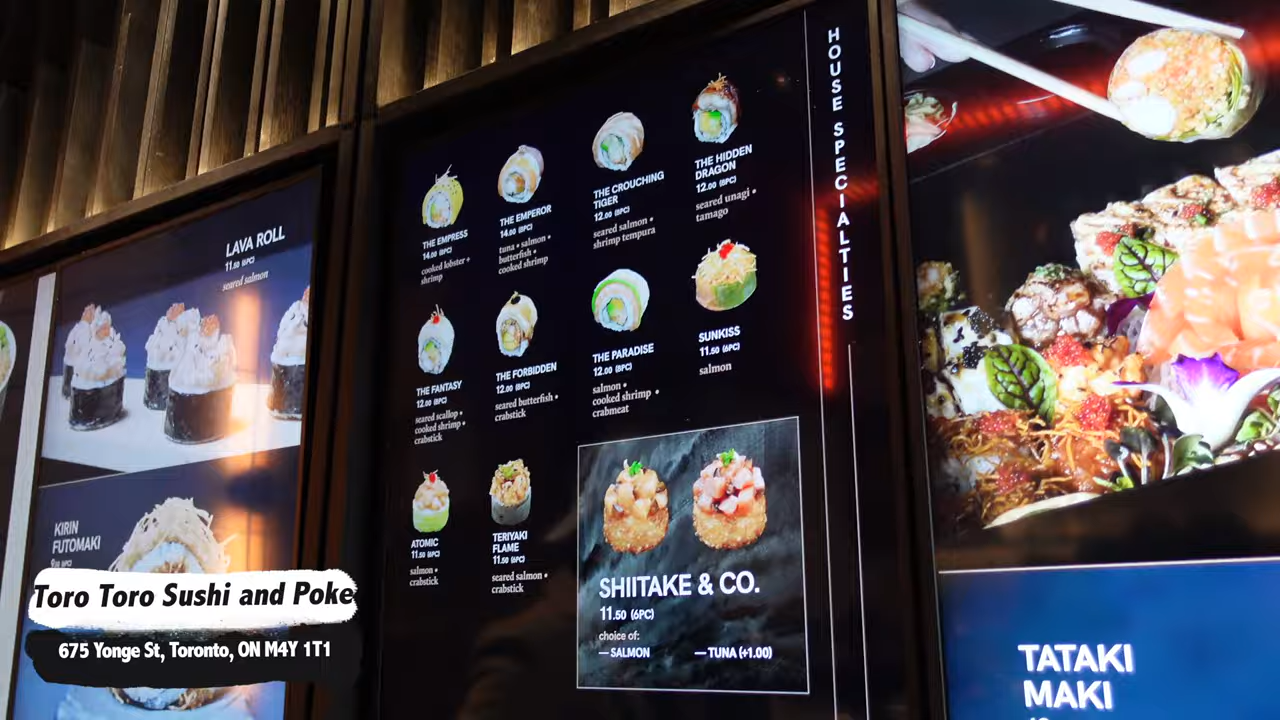 LAVA ROLL
11.50 (6PC)
seared salmon
KIRIN
FUTOMAKI
Toro Toro Sushi and Poke
675 Yonge St, Toronto, ON M4Y 1T1
HOUSE SPECIALTIES
THE EMPRESS
14.00 (8PC)
cooked lobster •
shrimp
THE EMPEROR
14.00 (8PC)
tuna • salmon •
butterfish •
cooked shrimp
THE CROUCHING
TIGER
12.00 (8PC)
seared salmon •
shrimp tempura
THE HIDDEN
DRAGON
12.00 (8PC)
seared unagi •
tamago
THE FANTASY
12.00 (8PC)
seared scallop •
cooked shrimp •
crabstick
THE FORBIDDEN
12.00 (8PC)
seared butterfish •
crabstick
THE PARADISE
12.00 (8PC)
salmon •
cooked shrimp •
crabmeat
SUNKISS
11.50 (6PC)
salmon
ATOMIC
11.50 (6PC)
salmon •
crabstick
TERIYAKI
FLAME
11.50 (6PC)
seared salmon •
crabstick
SHIITAKE & CO.
11.50 (6PC)
choice of:
— SALMON
— TUNA (+1.00)
TATAKI
MAKI